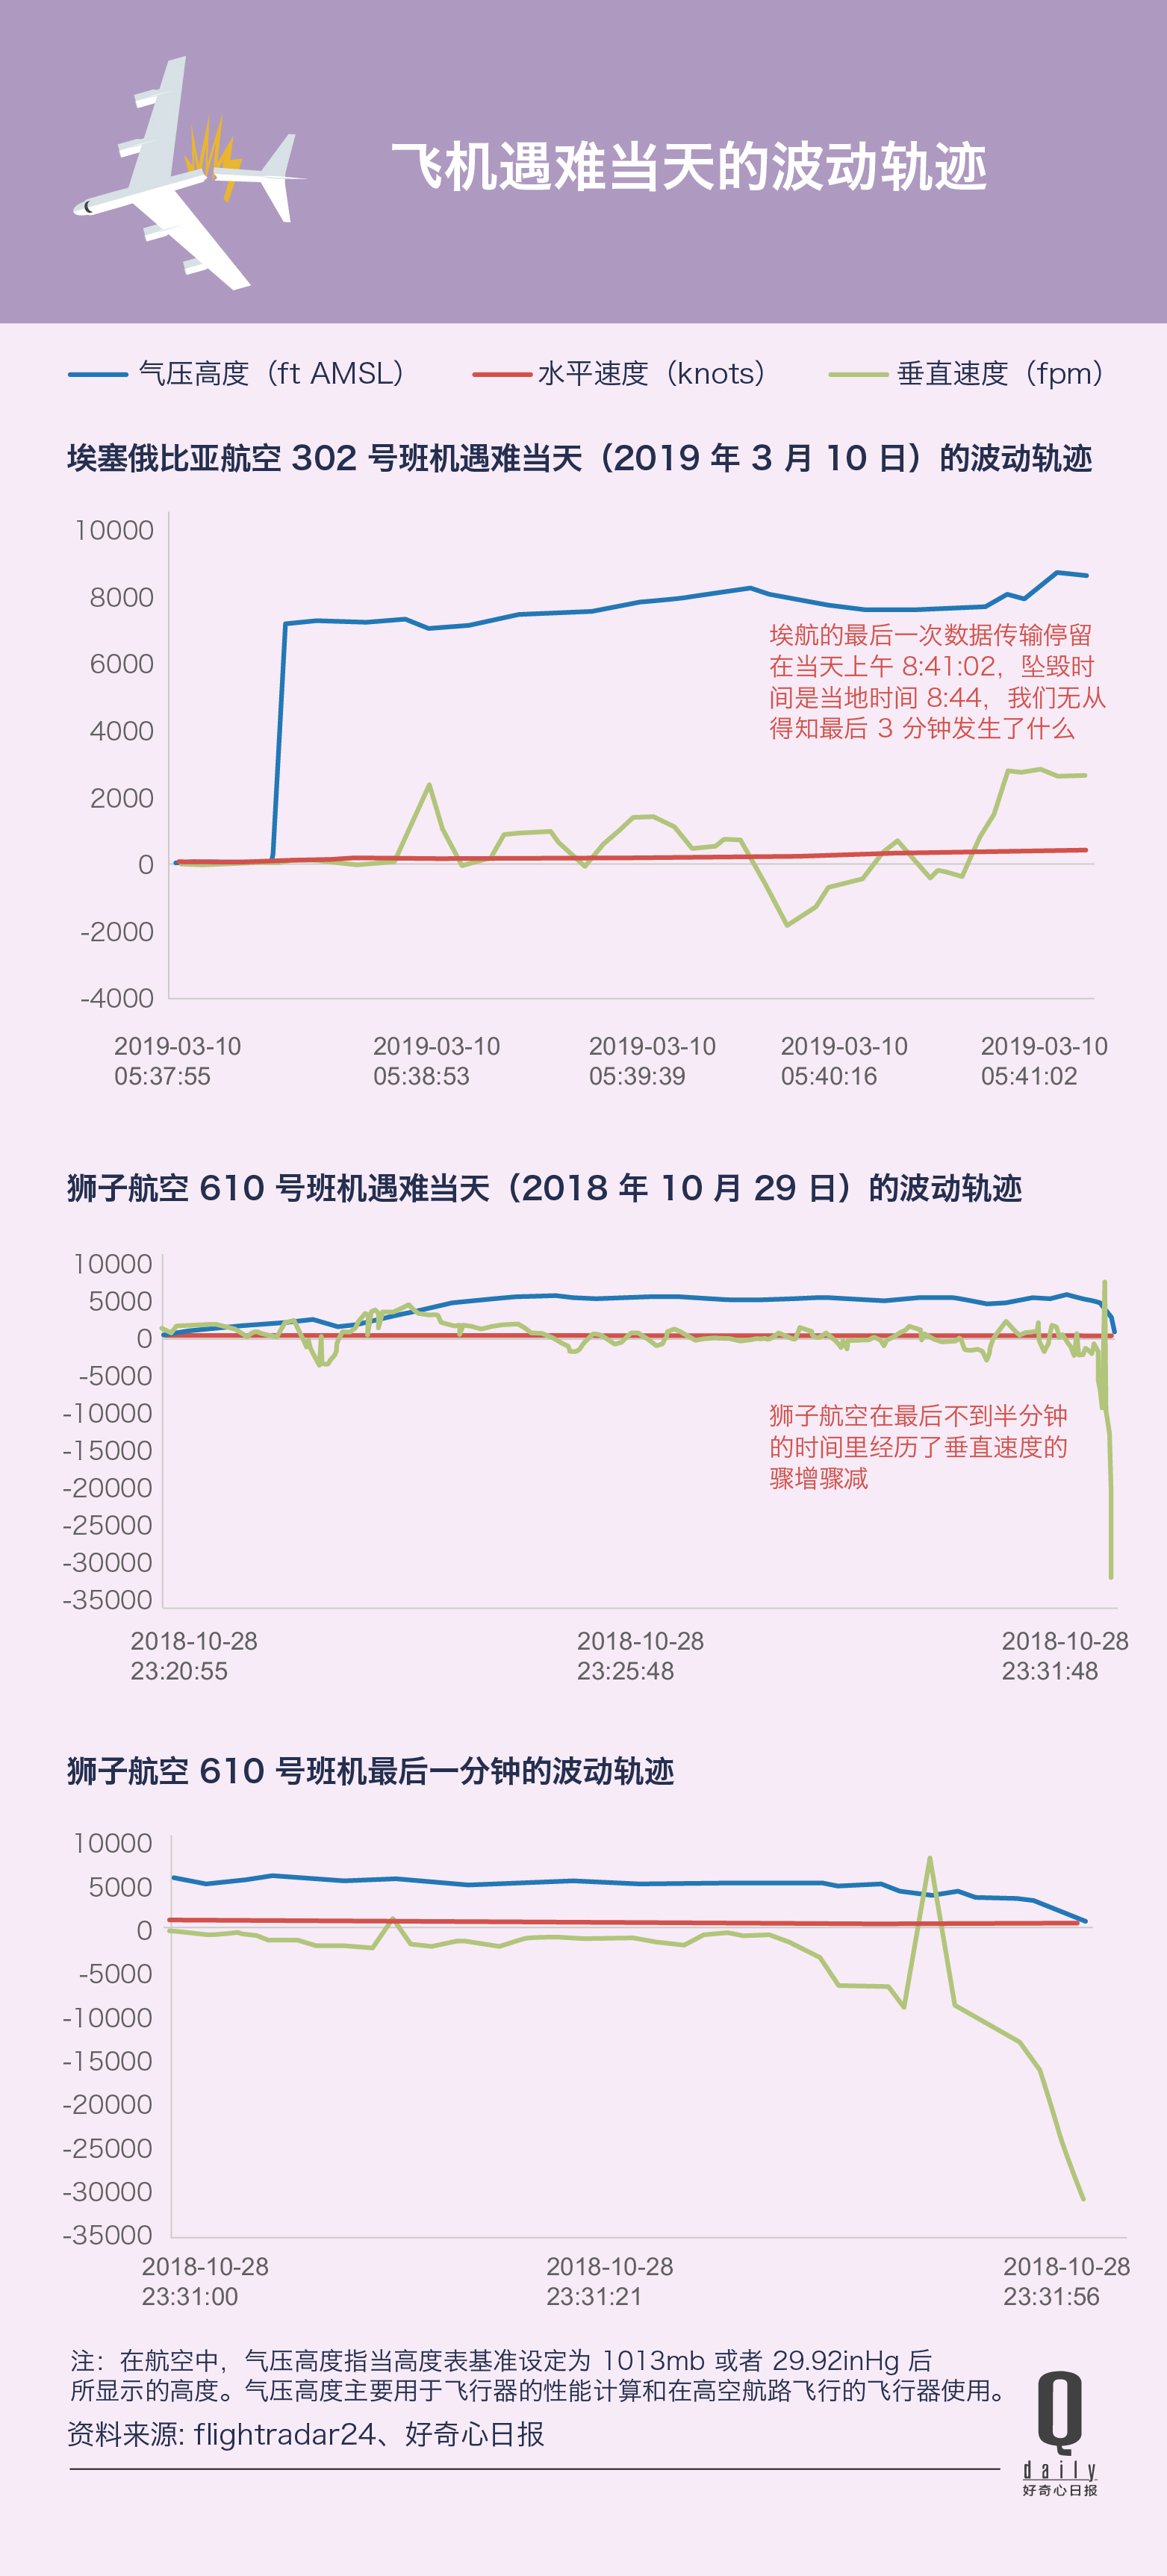 飞机遇难当天的波动轨迹
气压高度（ft AMSL） 水平速度（knots） 垂直速度（fpm）
埃塞俄比亚航空 302 号班机遇难当天（2019 年 3 月 10 日）的波动轨迹
10000
8000
6000
4000
2000
0
-2000
-4000
埃航的最后一次数据传输停留
在当天上午 8:41:02，坠毁时
间是当地时间 8:44，我们无从
得知最后 3 分钟发生了什么
2019-03-10 2019-03-10 2019-03-10 2019-03-10 2019-03-10
05:37:55 05:38:53 05:39:39 05:40:16 05:41:02
狮子航空 610 号班机遇难当天（2018 年 10 月 29 日）的波动轨迹
10000
5000
0
-5000
-10000
-15000
-20000
-25000
-30000
-35000
狮子航空在最后不到半分钟
的时间里经历了垂直速度的
骤增骤减
2018-10-28 2018-10-28 2018-10-28
23:20:55 23:25:48 23:31:48
狮子航空 610 号班机最后一分钟的波动轨迹
10000
5000
0
-5000
-10000
-15000
-20000
-25000
-30000
-35000
2018-10-28 2018-10-28 2018-10-28
23:31:00 23:31:21 23:31:56
注：在航空中，气压高度指当高度表基准设定为 1013mb 或者 29.92inHg 后
所显示的高度。气压高度主要用于飞行器的性能计算和在高空航路飞行的飞行器使用。
资料来源: flightradar24、好奇心日报
Q
daily
好奇心日报